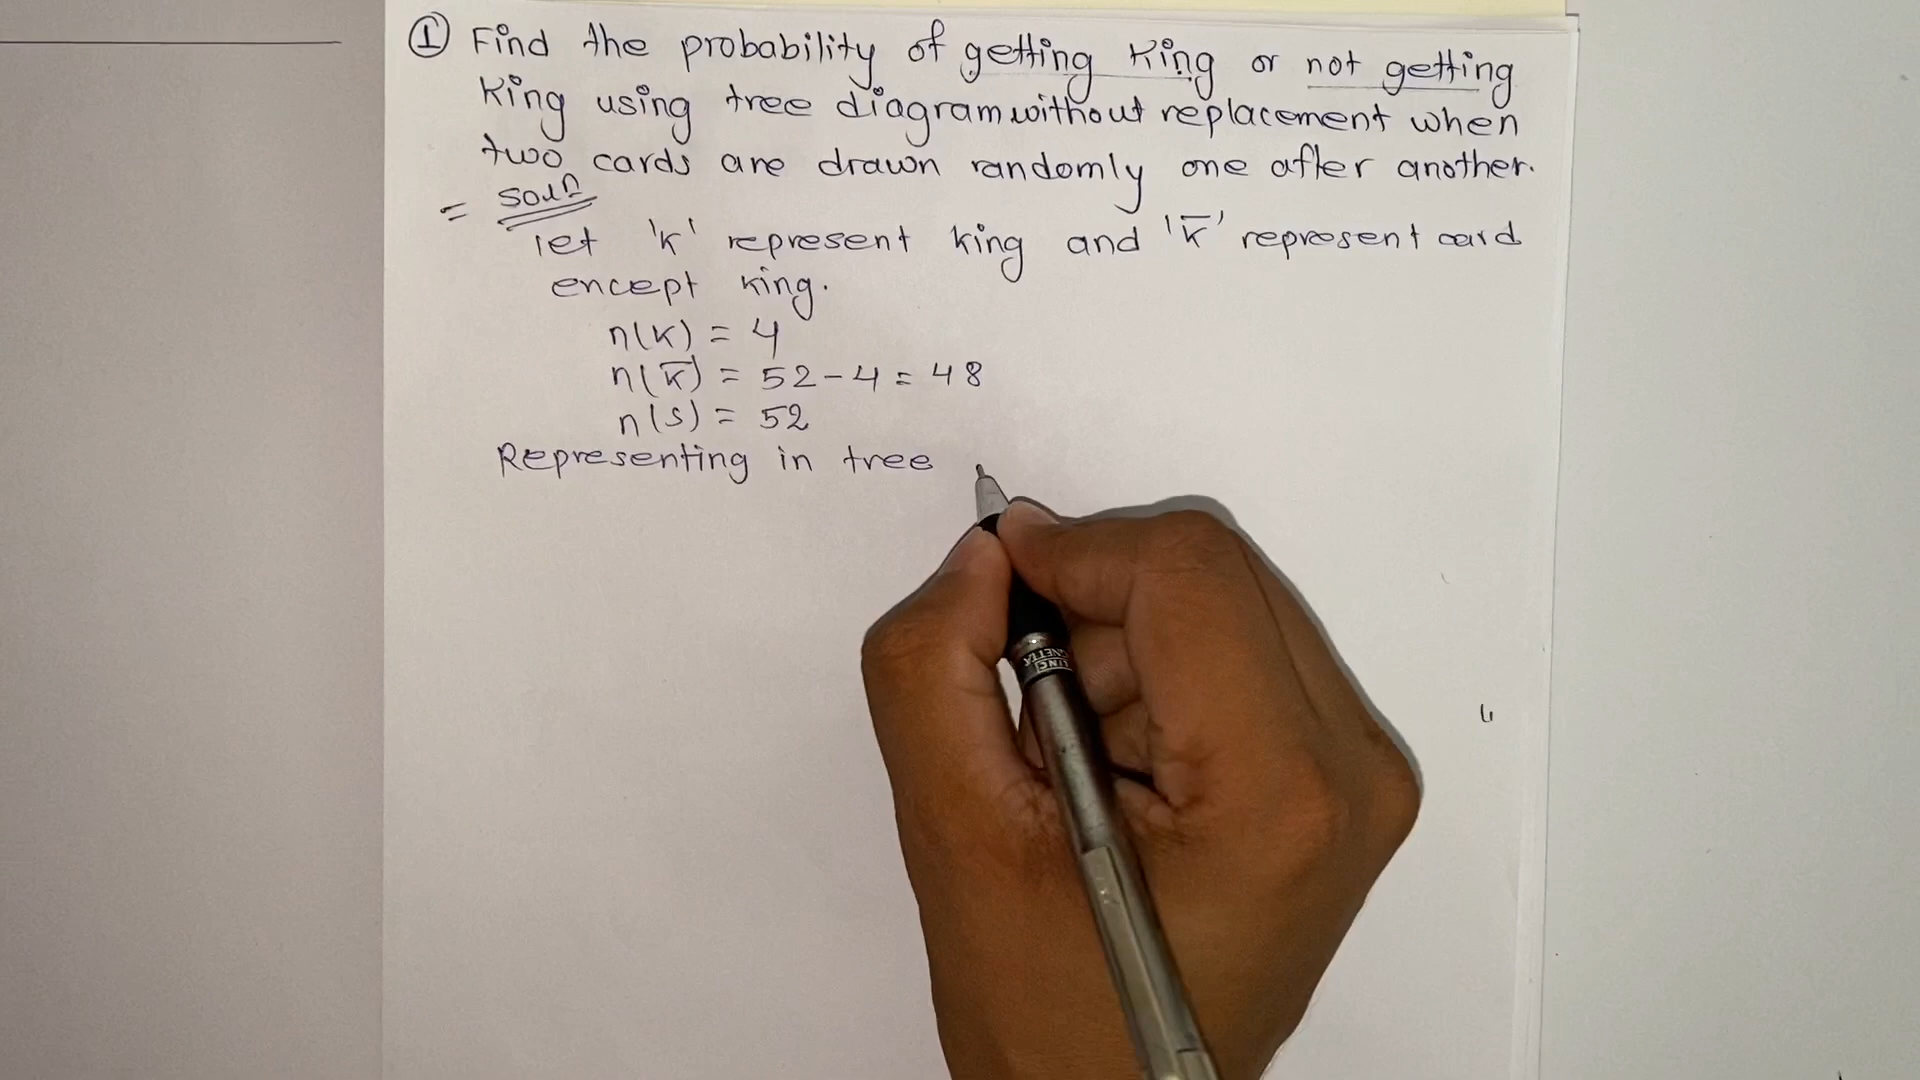 ① Find the probability of getting King or not getting
King using tree diagram without replacement when
two cards are drawn randomly one after another.
= Solⁿ
let 'K' represent king and 'K̅' represent card
encept king.
n(K) = 4
n(K̅) = 52-4 = 48
n(S) = 52
Representing in tree